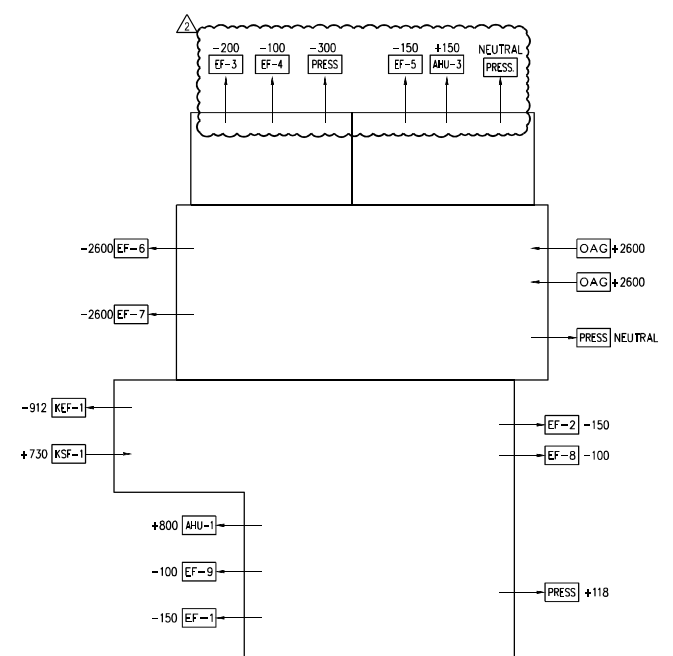 2
-200 -100 -300 -150 +150 NEUTRAL
EF-3 EF-4 PRESS EF-5 AHU-3 PRESS.
-2600 EF-6 OAG +2600
OAG +2600
-2600 EF-7
PRESS NEUTRAL
-912 KEF-1
EF-2 -150
+730 KSF-1 EF-8 -100
+800 AHU-1
-100 EF-9
PRESS +118
-150 EF-1